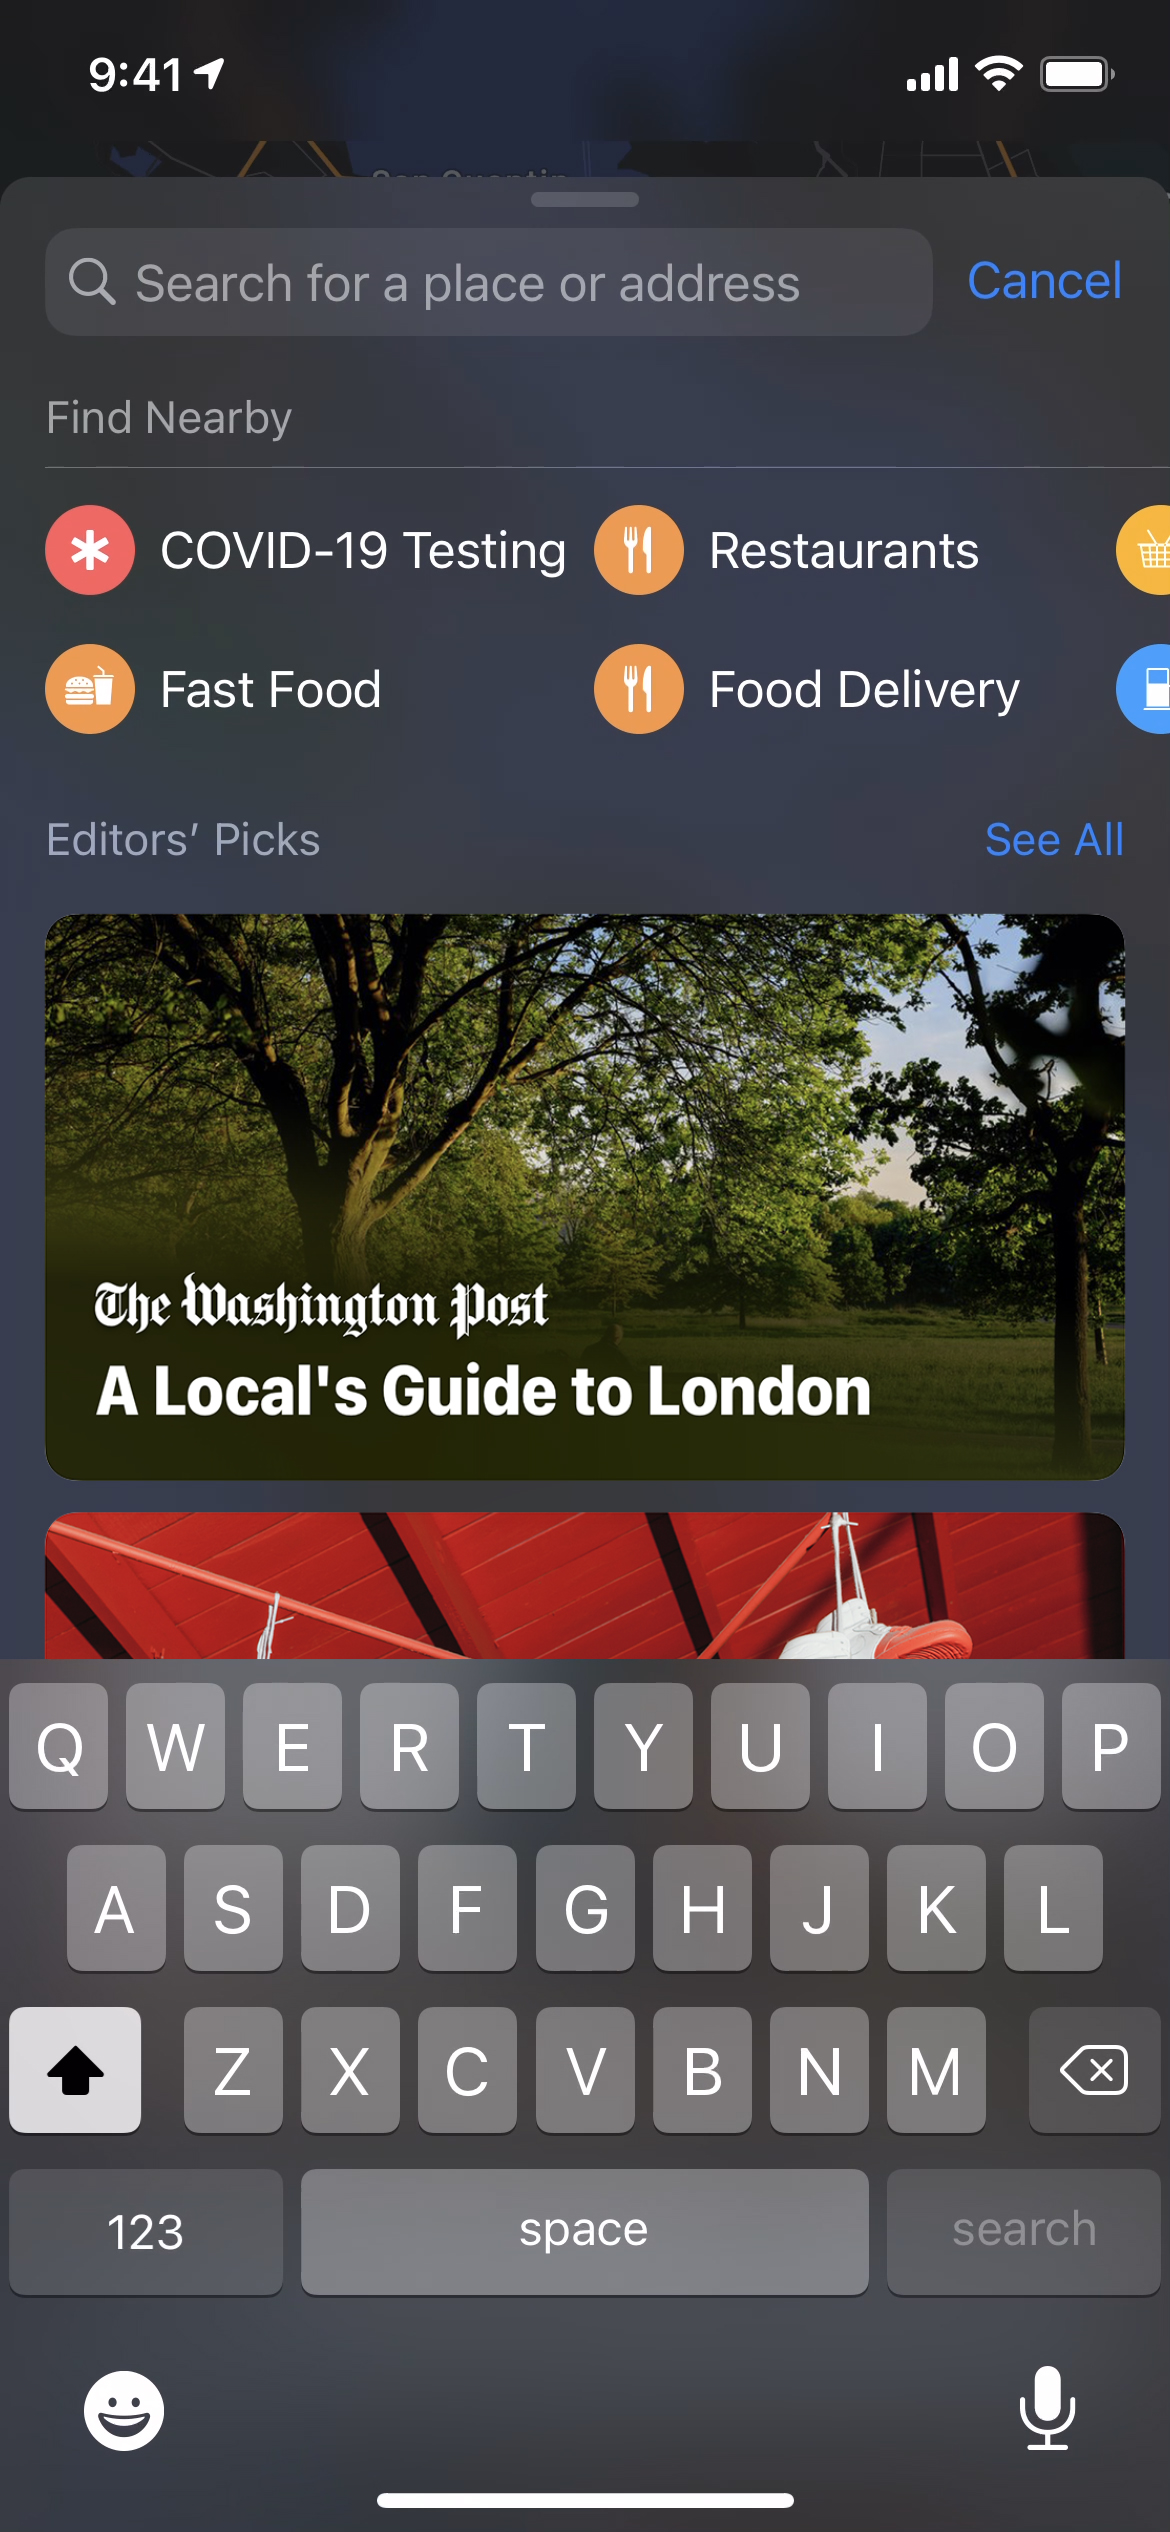 9:41
Search for a place or address
Cancel
Find Nearby
COVID-19 Testing
Restaurants
Fast Food
Food Delivery
Editors’ Picks
See All
The Washington Post
A Local's Guide to London
Q W E R T Y U I O P
A S D F G H J K L
Z X C V B N M
123
space
search